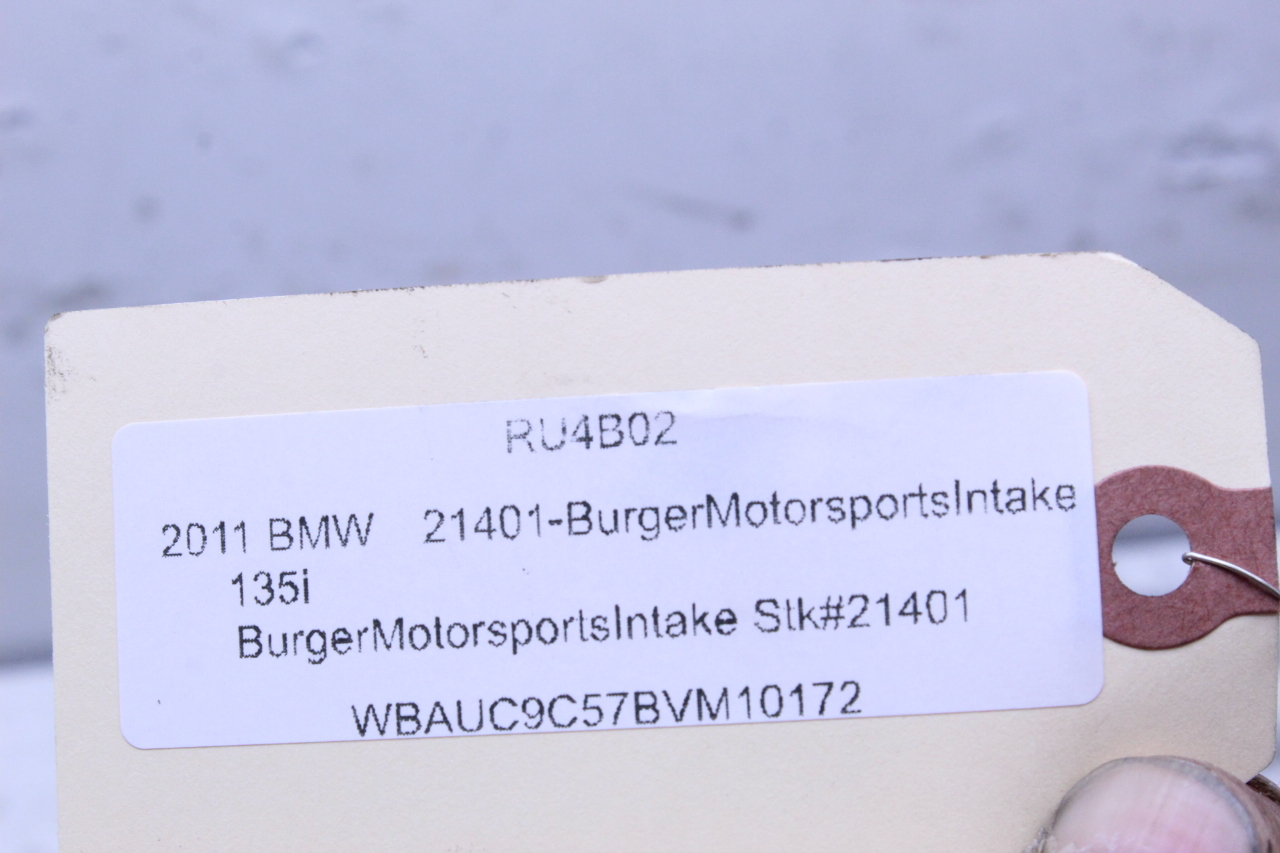 RU4B02
2011 BMW 21401-BurgerMotorsportsIntake
135i
BurgerMotorsportsIntake Stk#21401
WBAUC9C57BVM10172